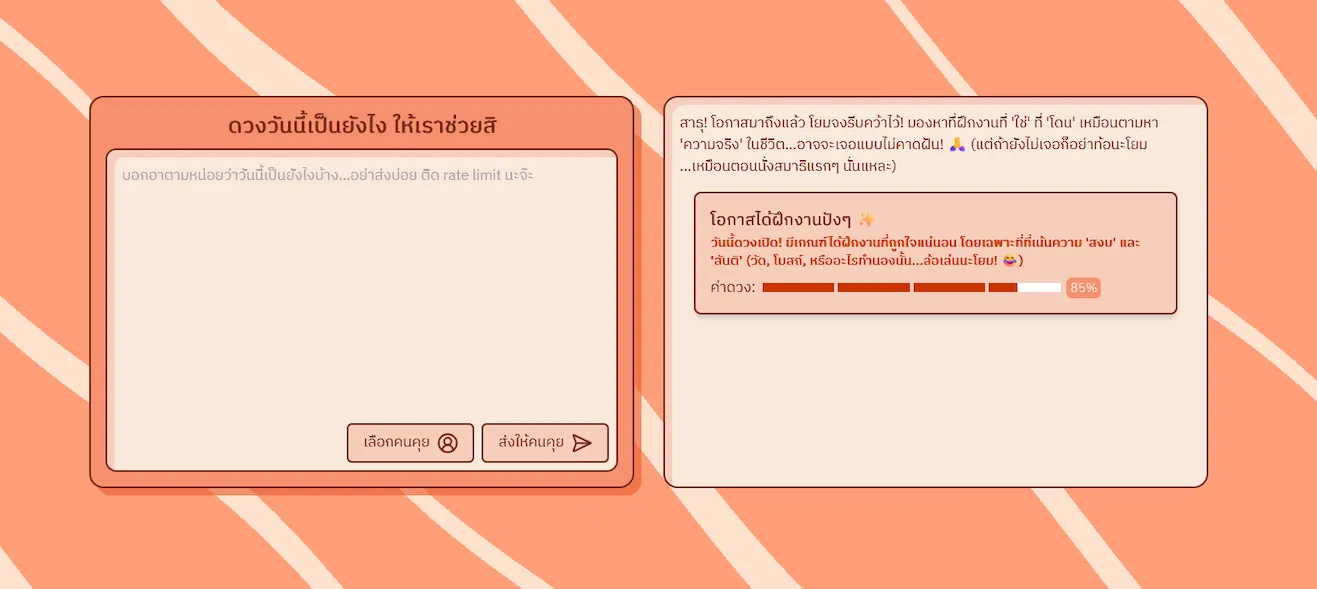 ดวงวันนี้เป็นยังไง ให้เราช่วยสิ
บอกอาตามหน่อยว่าวันนี้เป็นยังไงบ้าง...อย่าส่งบ่อย ติด rate limit นะจ๊ะ
เลือกคนคุย
ส่งให้คนคุย
สาธุ! โอกาสมาถึงแล้ว โยมจงรีบคว้าไว้! มองหาที่ฝึกงานที่ 'ใช่' ที่ 'โดน' เหมือนตามหา
'ความจริง' ในชีวิต...อาจจะเจอแบบไม่คาดฝัน! 🙏 (แต่ถ้ายังไม่เจอก็อย่าท้อนะโยม
...เหมือนตอนนั่งสมาธิแรกๆ นั่นแหละ)
โอกาสได้ฝึกงานปังๆ ✨
วันนี้ดวงเปิด! มีเกณฑ์ได้ฝึกงานที่ถูกใจแน่นอน โดยเฉพาะที่ที่เน้นความ 'สงบ' และ
'สันติ' (วัด, โบสถ์, หรืออะไรทำนองนั้น...ล้อเล่นนะโยม! 😂)
ค่าดวง: 85%